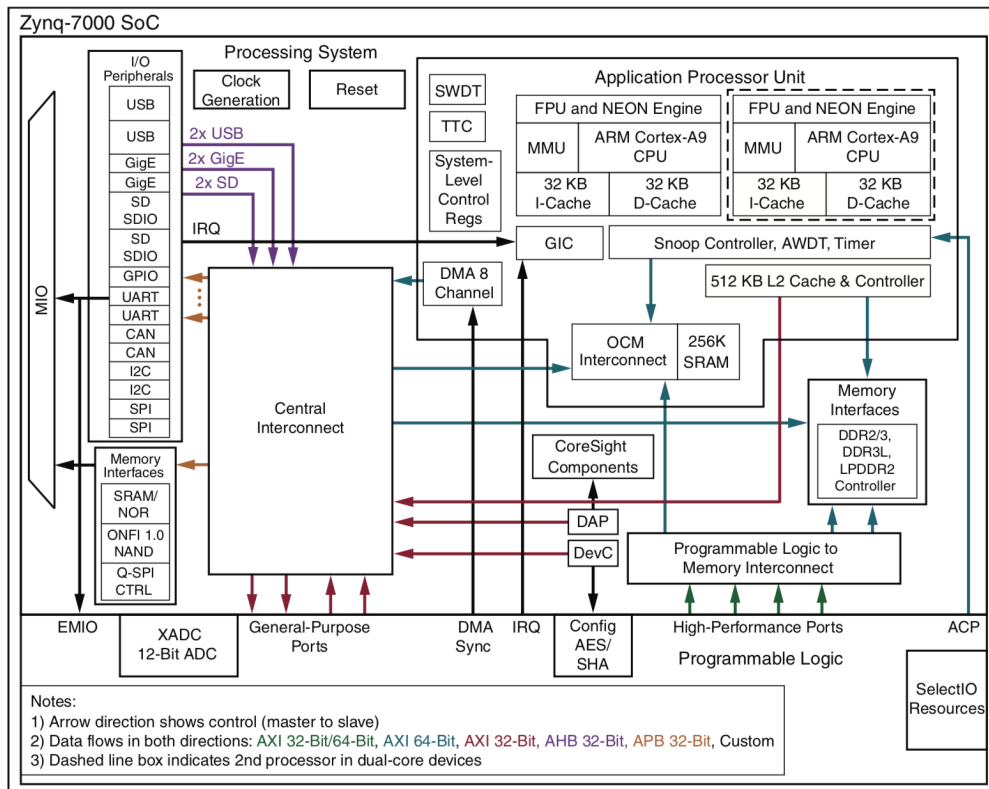 Zynq-7000 SoC
Processing System
I/O
Peripherals
USB
USB
GigE
GigE
SD
SDIO
SD
SDIO
GPIO
UART
UART
CAN
CAN
I2C
I2C
SPI
SPI
MIO
Clock
Generation
Reset
2x USB
2x GigE
2x SD
IRQ
Application Processor Unit
SWDT
TTC
System-
Level
Control
Regs
FPU and NEON Engine
MMU
ARM Cortex-A9
CPU
32 KB
I-Cache
32 KB
D-Cache
FPU and NEON Engine
MMU
ARM Cortex-A9
CPU
32 KB
I-Cache
32 KB
D-Cache
GIC
Snoop Controller, AWDT, Timer
DMA 8
Channel
512 KB L2 Cache & Controller
OCM
Interconnect
256K
SRAM
Central
Interconnect
Memory
Interfaces
DDR2/3,
DDR3L,
LPDDR2
Controller
CoreSight
Components
DAP
DevC
Programmable Logic to
Memory Interconnect
Memory
Interfaces
SRAM/
NOR
ONFI 1.0
NAND
Q-SPI
CTRL
EMIO
XADC
12-Bit ADC
General-Purpose
Ports
DMA
Sync
IRQ
Config
AES/
SHA
High-Performance Ports
ACP
Programmable Logic
SelectIO
Resources
Notes:
1) Arrow direction shows control (master to slave)
2) Data flows in both directions: AXI 32-Bit/64-Bit, AXI 64-Bit, AXI 32-Bit, AHB 32-Bit, APB 32-Bit, Custom
3) Dashed line box indicates 2nd processor in dual-core devices